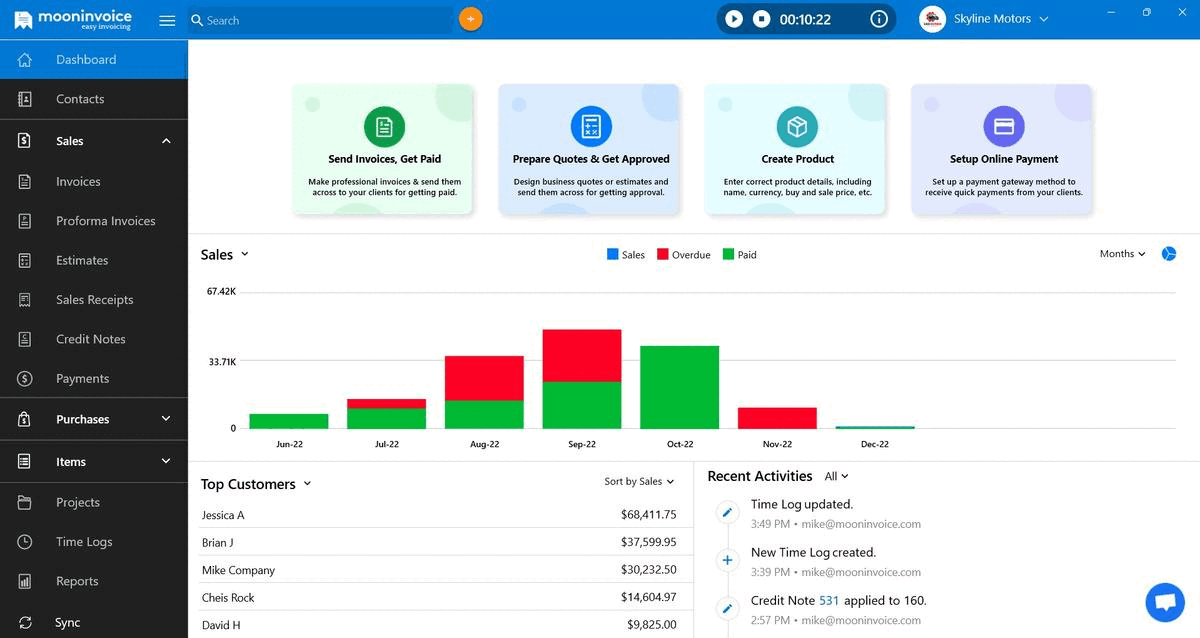 mooninvoice
easy invoicing
Search
+
00:10:22
Skyline Motors
Dashboard
Contacts
Sales
Invoices
Proforma Invoices
Estimates
Sales Receipts
Credit Notes
Payments
Purchases
Items
Projects
Time Logs
Reports
Sync
Send Invoices, Get Paid
Make professional invoices & send them
across to your clients for getting paid.
Prepare Quotes & Get Approved
Design business quotes or estimates and
send them across for getting approval.
Create Product
Enter correct product details, including
name, currency, buy and sale price, etc.
Setup Online Payment
Set up a payment gateway method to
receive quick payments from your clients.
Sales
Sales Overdue Paid
Months
67.42K
33.71K
0
Jun-22 Jul-22 Aug-22 Sep-22 Oct-22 Nov-22 Dec-22
Top Customers
Sort by Sales
Jessica A $68,411.75
Brian J $37,599.95
Mike Company $30,232.50
Cheis Rock $14,604.97
David H $9,825.00
Recent Activities All
Time Log updated.
3:49 PM • mike@mooninvoice.com
New Time Log created.
3:39 PM • mike@mooninvoice.com
Credit Note 531 applied to 160.
2:57 PM • mike@mooninvoice.com